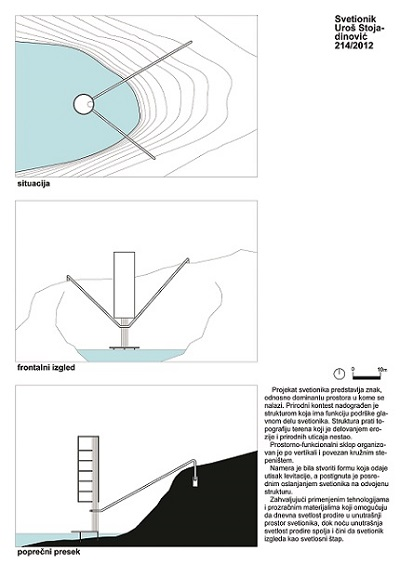 Svetionik
Uroš Stoja-
dinović
214/2012
situacija
frontalni izgled
poprečni presek
0 10m
Projekat svetionika predstavlja znak,
odnosno dominantu prostora u kome se
nalazi. Prirodni kontest nadograđen je
strukturom koja ima funkciju podrške gla-
vnom delu svetionika. Struktura prati to-
pografiju terena koji je delovanjem ero-
zije i prirodnih uticaja nestao.
Prostorno-funkcionalni sklop organizo-
van je po vertikali i povezan kružnim ste-
peništem.
Namera je bila stvoriti formu koja odaje
utisak levitacije, a postignuta je posre-
dnim oslanjanjem svetionika na odvojenu
strukturu.
Zahvaljujući primenjenim tehnologijama
i prozračnim materijalima koji omogućuju
da dnevna svetlost prodire u unutrašnji
prostor svetionika, dok noću unutrašnja
svetlost prodire spolja i čini da svetionik
izgleda kao svetlosni štap.